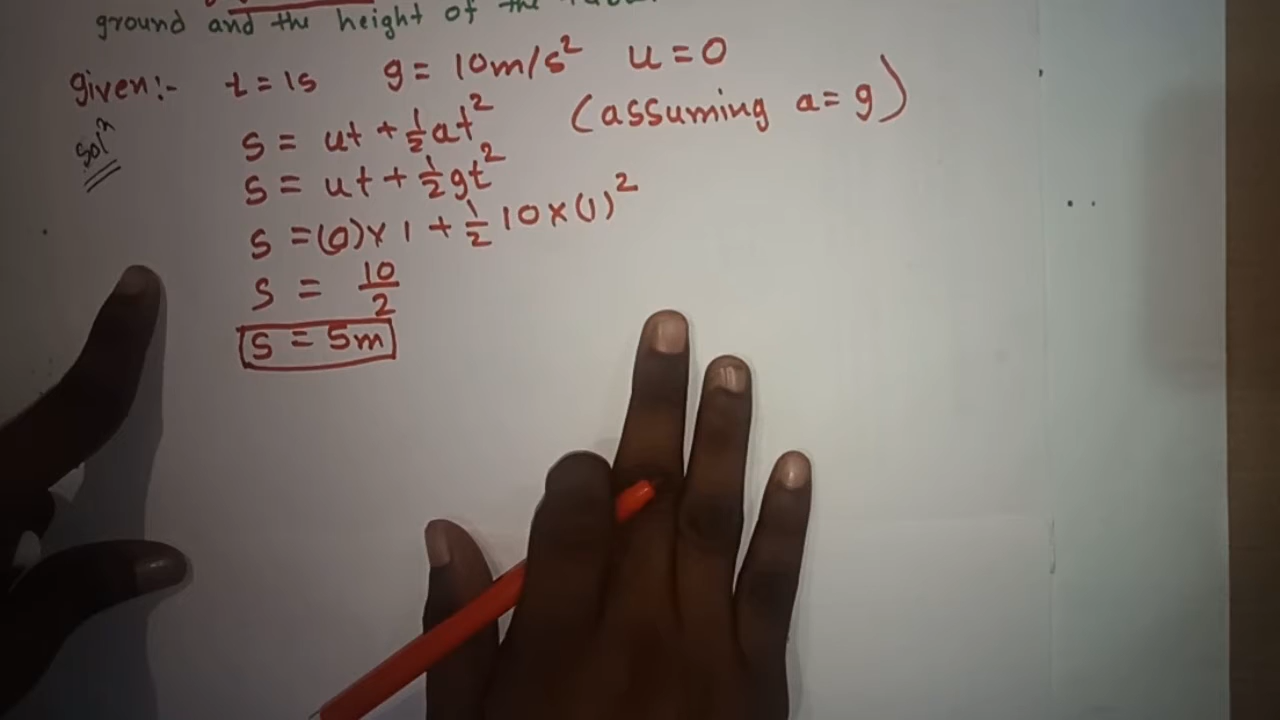 ground and the height of the
given:- t = 1s g = 10m/s² u = 0
(assuming a = g)
Solⁿ
s = ut + ½at²
s = ut + ½gt²
s = (0) × 1 + ½ 10 × (1)²
s = 10/2
s = 5m